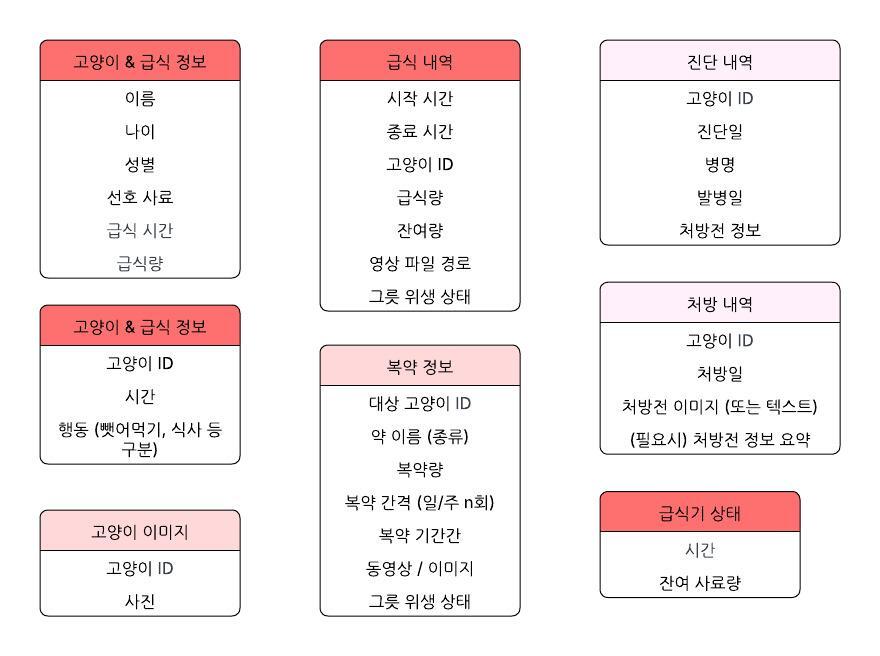 고양이 & 급식 정보
이름
나이
성별
선호 사료
급식 시간
급식량
고양이 & 급식 정보
고양이 ID
시간
행동 (뺏어먹기, 식사 등
구분)
고양이 이미지
고양이 ID
사진
급식 내역
시작 시간
종료 시간
고양이 ID
급식량
잔여량
영상 파일 경로
그릇 위생 상태
복약 정보
대상 고양이 ID
약 이름 (종류)
복약량
복약 간격 (일/주 n회)
복약 기간간
동영상 / 이미지
그릇 위생 상태
진단 내역
고양이 ID
진단일
병명
발병일
처방전 정보
처방 내역
고양이 ID
처방일
처방전 이미지 (또는 텍스트)
(필요시) 처방전 정보 요약
급식기 상태
시간
잔여 사료량